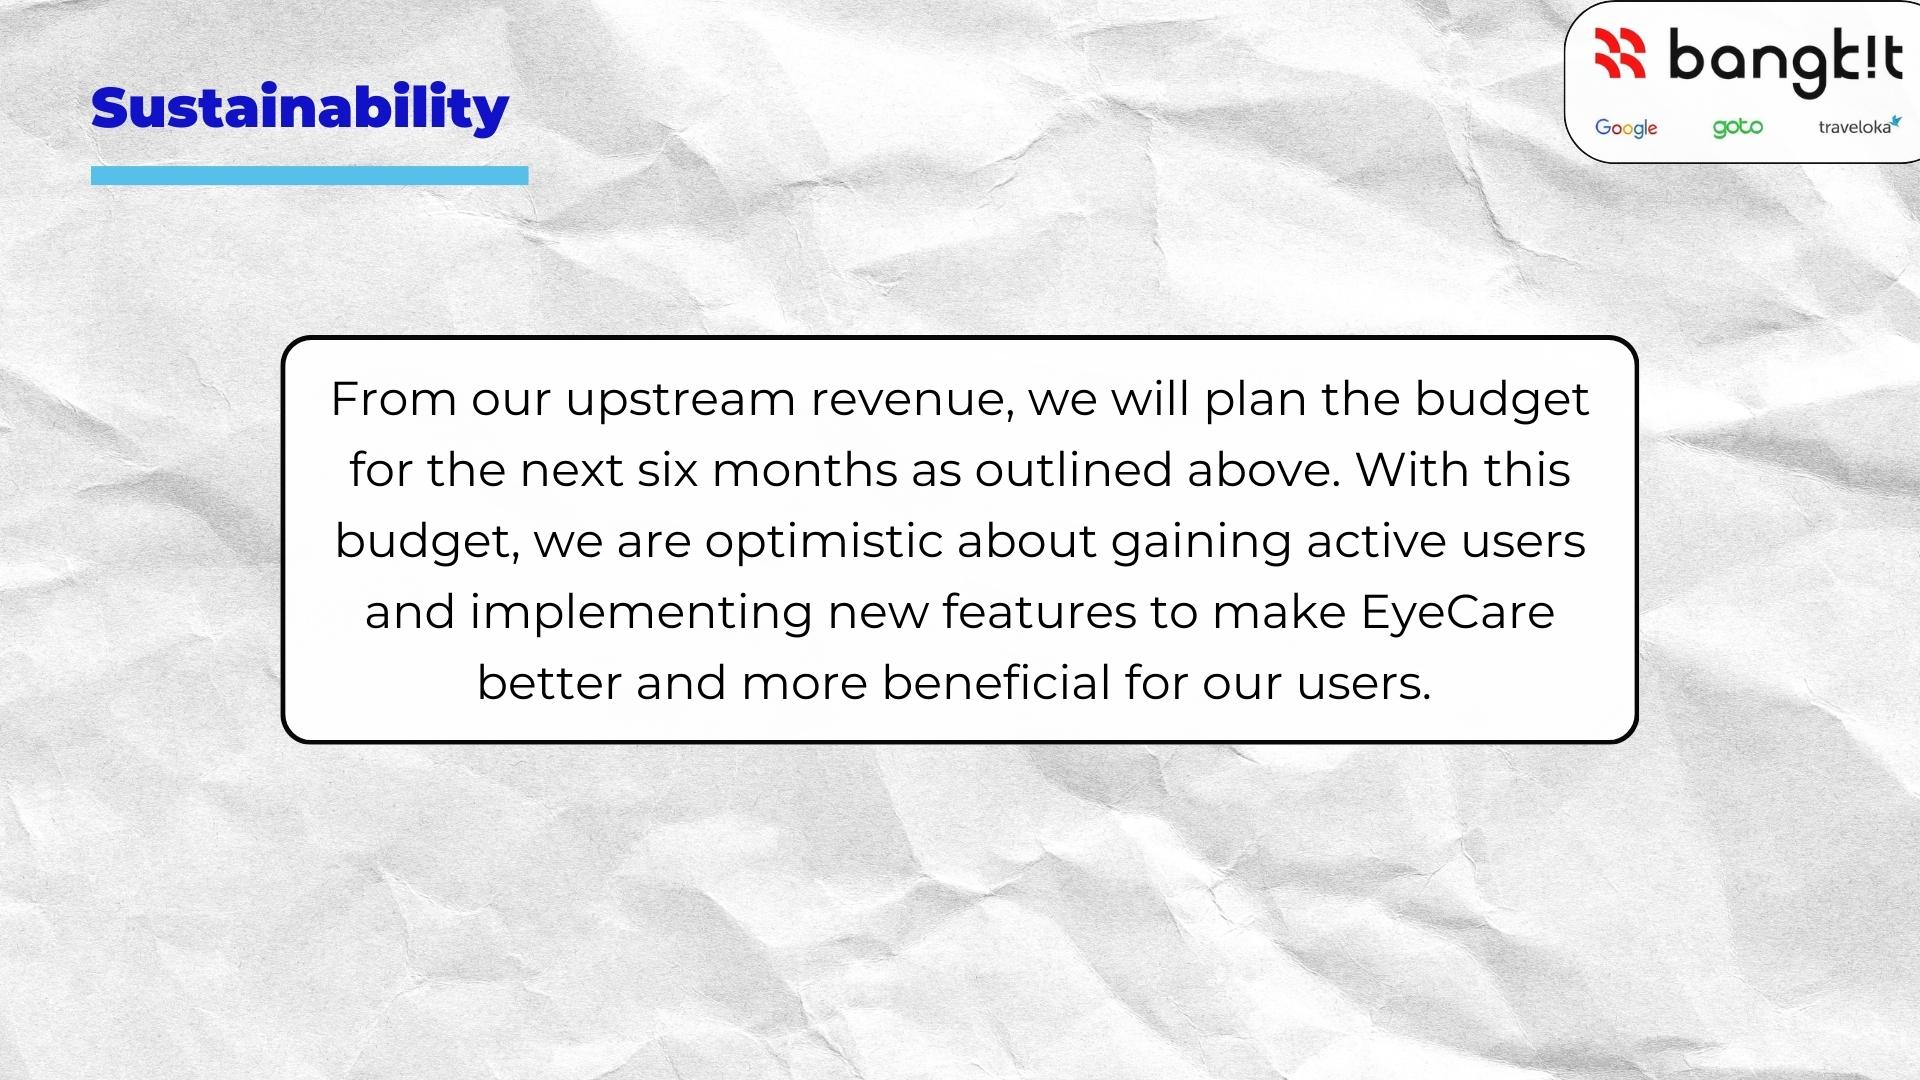 Sustainability
bangk!t
Google goto traveloka
From our upstream revenue, we will plan the budget
for the next six months as outlined above. With this
budget, we are optimistic about gaining active users
and implementing new features to make EyeCare
better and more beneficial for our users.